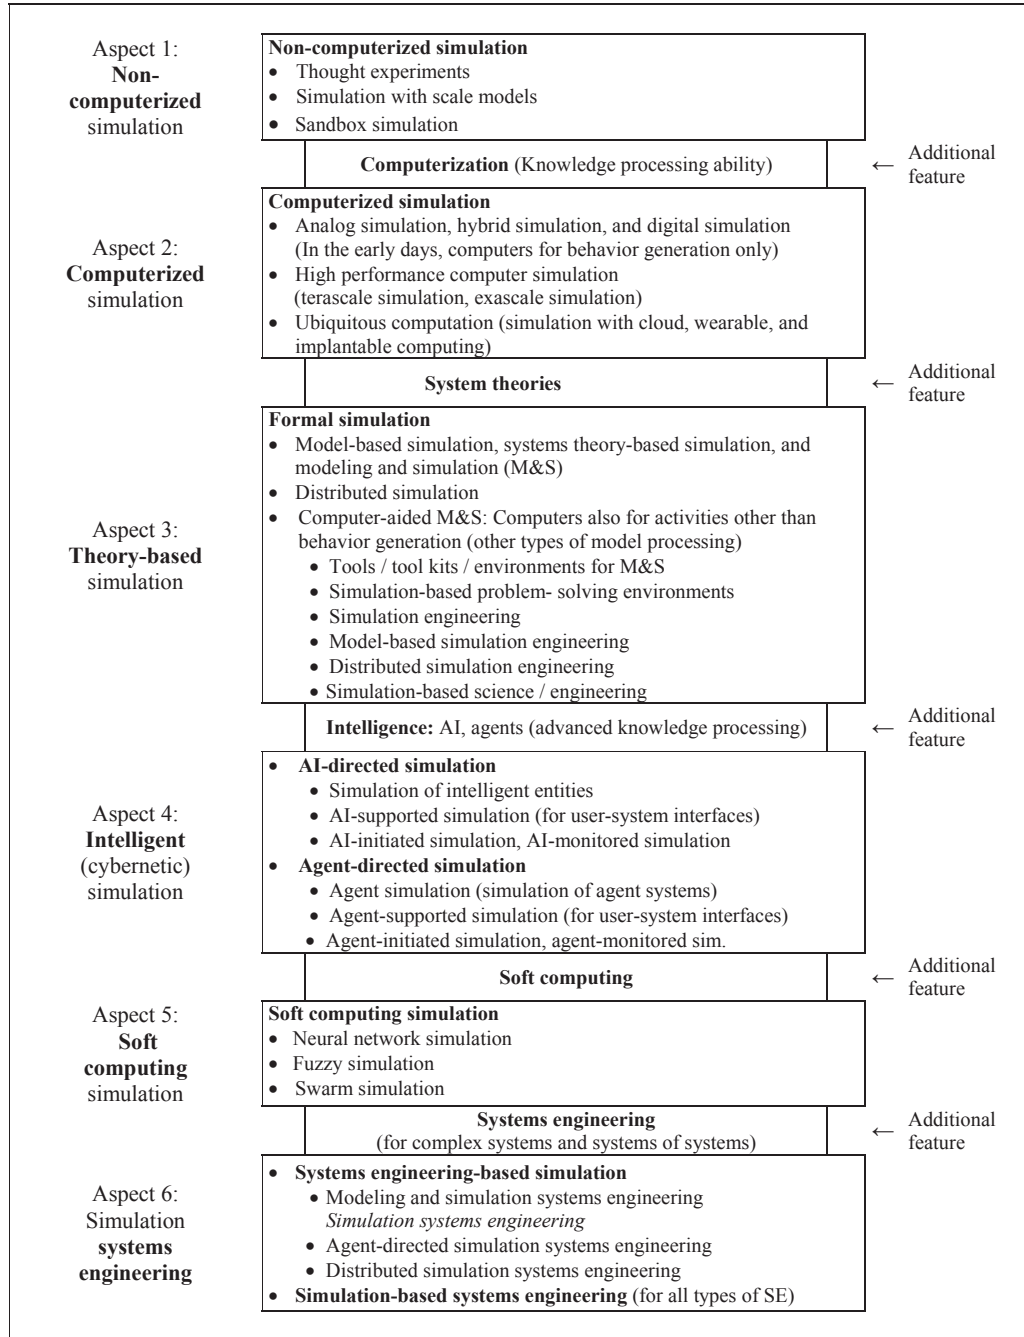 Aspect 1:
Non-
computerized
simulation
Non-computerized simulation
• Thought experiments
• Simulation with scale models
• Sandbox simulation
Computerization (Knowledge processing ability)
← Additional
feature
Aspect 2:
Computerized
simulation
Computerized simulation
• Analog simulation, hybrid simulation, and digital simulation
(In the early days, computers for behavior generation only)
• High performance computer simulation
(terascale simulation, exascale simulation)
• Ubiquitous computation (simulation with cloud, wearable, and
implantable computing)
System theories
← Additional
feature
Aspect 3:
Theory-based
simulation
Formal simulation
• Model-based simulation, systems theory-based simulation, and
modeling and simulation (M&S)
• Distributed simulation
• Computer-aided M&S: Computers also for activities other than
behavior generation (other types of model processing)
• Tools / tool kits / environments for M&S
• Simulation-based problem- solving environments
• Simulation engineering
• Model-based simulation engineering
• Distributed simulation engineering
• Simulation-based science / engineering
Intelligence: AI, agents (advanced knowledge processing)
← Additional
feature
Aspect 4:
Intelligent
(cybernetic)
simulation
• AI-directed simulation
• Simulation of intelligent entities
• AI-supported simulation (for user-system interfaces)
• AI-initiated simulation, AI-monitored simulation
• Agent-directed simulation
• Agent simulation (simulation of agent systems)
• Agent-supported simulation (for user-system interfaces)
• Agent-initiated simulation, agent-monitored sim.
Soft computing
← Additional
feature
Aspect 5:
Soft
computing
simulation
Soft computing simulation
• Neural network simulation
• Fuzzy simulation
• Swarm simulation
Systems engineering
(for complex systems and systems of systems)
← Additional
feature
Aspect 6:
Simulation
systems
engineering
• Systems engineering-based simulation
• Modeling and simulation systems engineering
Simulation systems engineering
• Agent-directed simulation systems engineering
• Distributed simulation systems engineering
• Simulation-based systems engineering (for all types of SE)